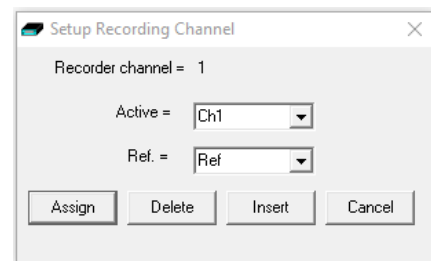 Setup Recording Channel
Recorder channel = 1
Active = Ch1
Ref. = Ref
Assign Delete Insert Cancel